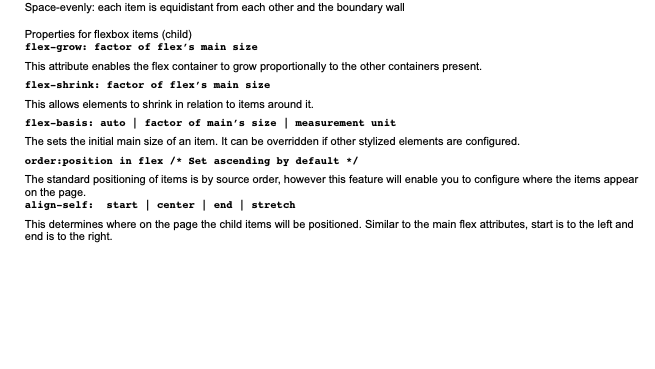 Space-evenly: each item is equidistant from each other and the boundary wall
Properties for flexbox items (child)
flex-grow: factor of flex's main size
This attribute enables the flex container to grow proportionally to the other containers present.
flex-shrink: factor of flex's main size
This allows elements to shrink in relation to items around it.
flex-basis: auto | factor of main's size | measurement unit
The sets the initial main size of an item. It can be overridden if other stylized elements are configured.
order:position in flex /* Set ascending by default */
The standard positioning of items is by source order, however this feature will enable you to configure where the items appear
on the page.
align-self: start | center | end | stretch
This determines where on the page the child items will be positioned. Similar to the main flex attributes, start is to the left and
end is to the right.